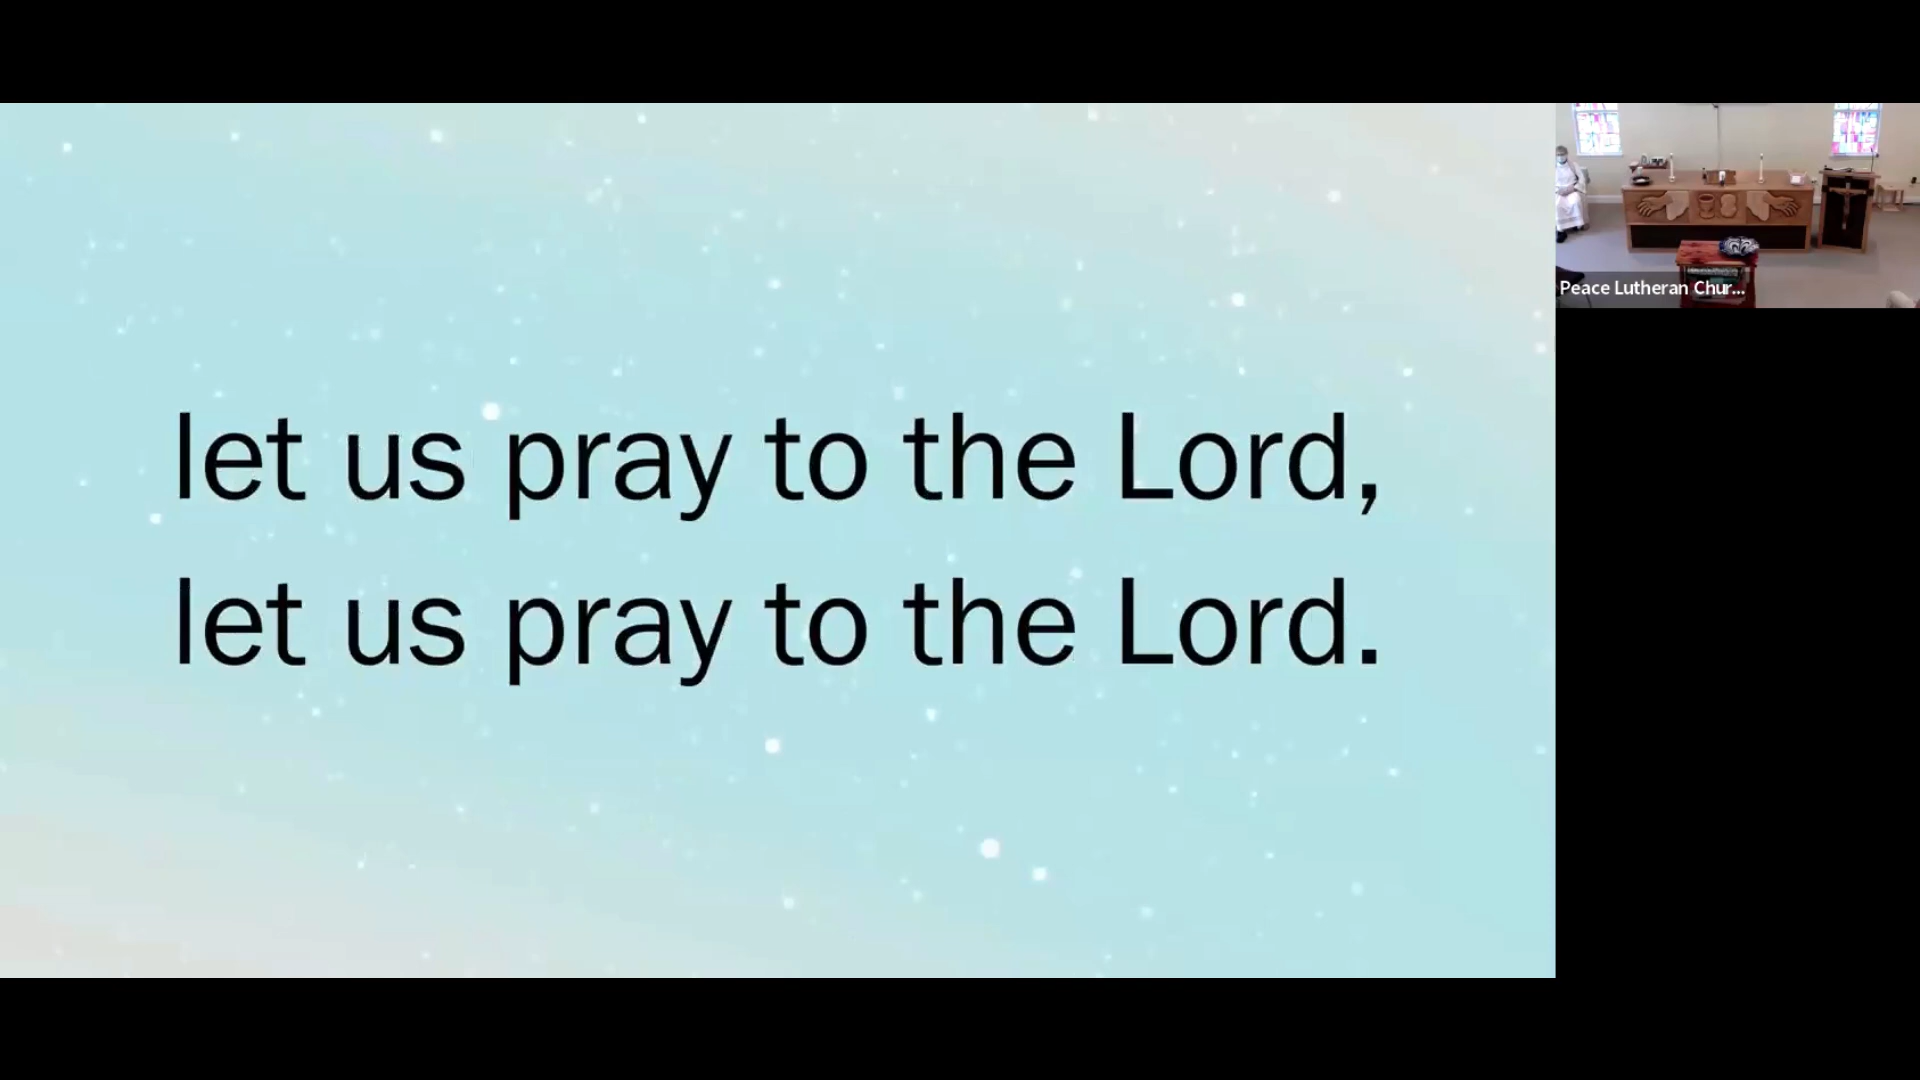 let us pray to the Lord,
let us pray to the Lord.
Peace Lutheran Chur...